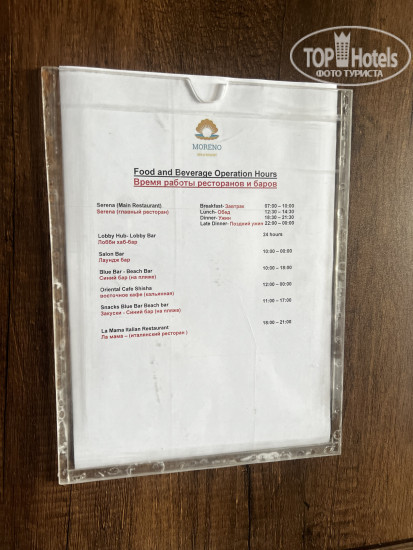 TOP Hotels
ФОТО ТУРИСТА
MORENO
Food and Beverage Operation Hours
Время работы ресторанов и баров
Serena (Main Restaurant) Breakfast- Завтрак 07:00 – 10:00
Serena (главный ресторан) Lunch- Обед 12:30 – 14:30
Dinner- Ужин 18:30 – 21:30
Late Dinner- Поздний ужин 22:00 – 00:00
Lobby Hub- Lobby Bar 24 hours
Лобби хаб-бар
Salon Bar 10:00 – 00:00
Лаундж бар
Blue Bar - Beach Bar 10:00 – 18:00
Синий бар (на пляже)
Oriental Cafe Shisha 12:00 – 00:00
восточное кафе (кальянная)
Snacks Blue Bar Beach bar 11:00 – 17:00
Закуски - Синий бар (на пляже)
La Mama Italian Restaurant 18:00 – 21:00
Ла мама – (италенский ресторан )